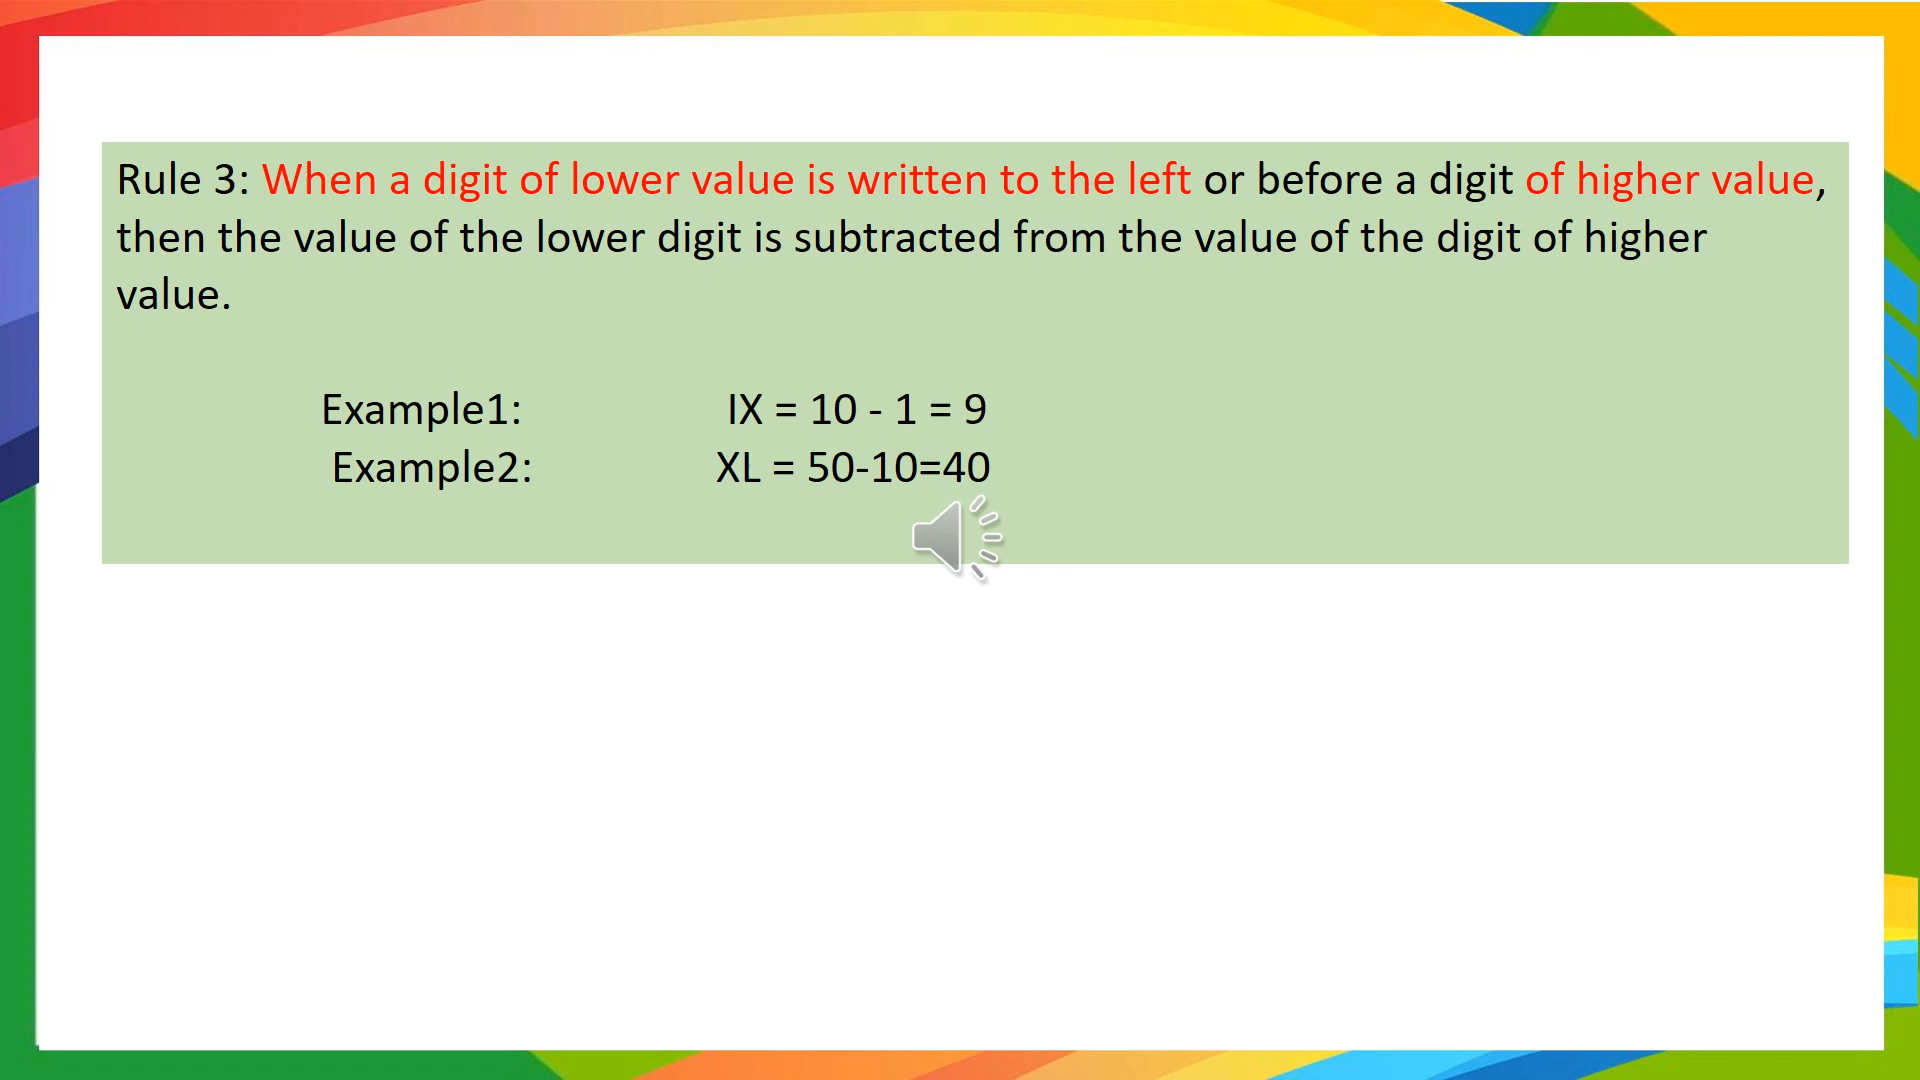 Rule 3: When a digit of lower value is written to the left or before a digit of higher value,
then the value of the lower digit is subtracted from the value of the digit of higher
value.
Example1: IX = 10 - 1 = 9
Example2: XL = 50-10=40